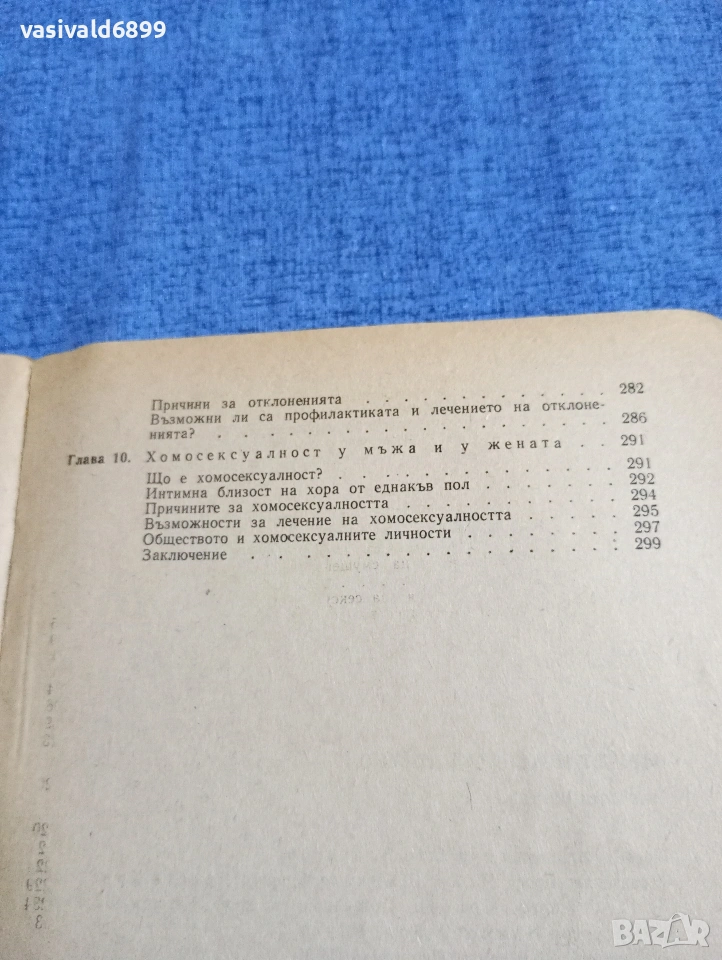 vasivald6899
Причини за отклоненията . . . . . . . . . . . . 282
Възможни ли са профилактиката и лечението на отклоне-
нията? . . . . . . . . . . . . . . . . 286
Глава 10. Хомосексуалност у мъжа и у жената . . 291
Що е хомосексуалност? . . . . . . . . . . . . 291
Интимна близост на хора от еднакъв пол . . . . . . 292
Причините за хомосексуалността . . . . . . . . . 294
Възможности за лечение на хомосексуалността . . . . . 295
Обществото и хомосексуалните личности . . . . . . . 297
Заключение . . . . . . . . . . . . . . . . 299
BAZAR
.bg